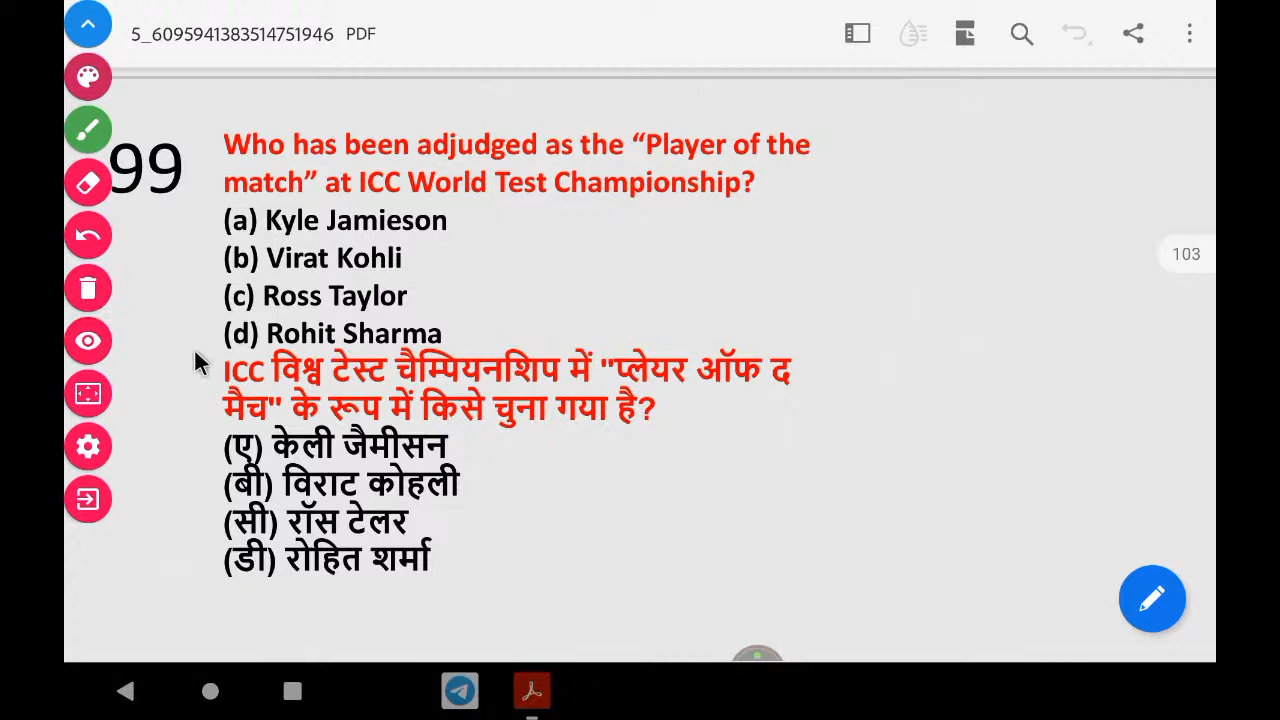 5_6095941383514751946 PDF
99
Who has been adjudged as the “Player of the
match” at ICC World Test Championship?
(a) Kyle Jamieson
(b) Virat Kohli
(c) Ross Taylor
(d) Rohit Sharma
ICC विश्व टेस्ट चैम्पियनशिप में "प्लेयर ऑफ द
मैच" के रूप में किसे चुना गया है?
(ए) केली जैमीसन
(बी) विराट कोहली
(सी) रॉस टेलर
(डी) रोहित शर्मा
103